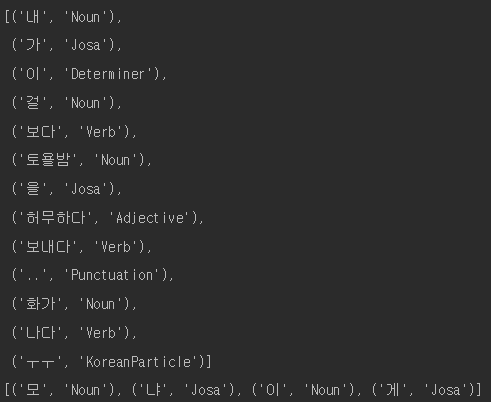 [('내', 'Noun'),
('가', 'Josa'),
('이', 'Determiner'),
('걸', 'Noun'),
('보다', 'Verb'),
('토욜밤', 'Noun'),
('을', 'Josa'),
('허무하다', 'Adjective'),
('보내다', 'Verb'),
('..', 'Punctuation'),
('화가', 'Noun'),
('나다', 'Verb'),
('ㅜㅜ', 'KoreanParticle')]
[('모', 'Noun'), ('냐', 'Josa'), ('이', 'Noun'), ('게', 'Josa')]